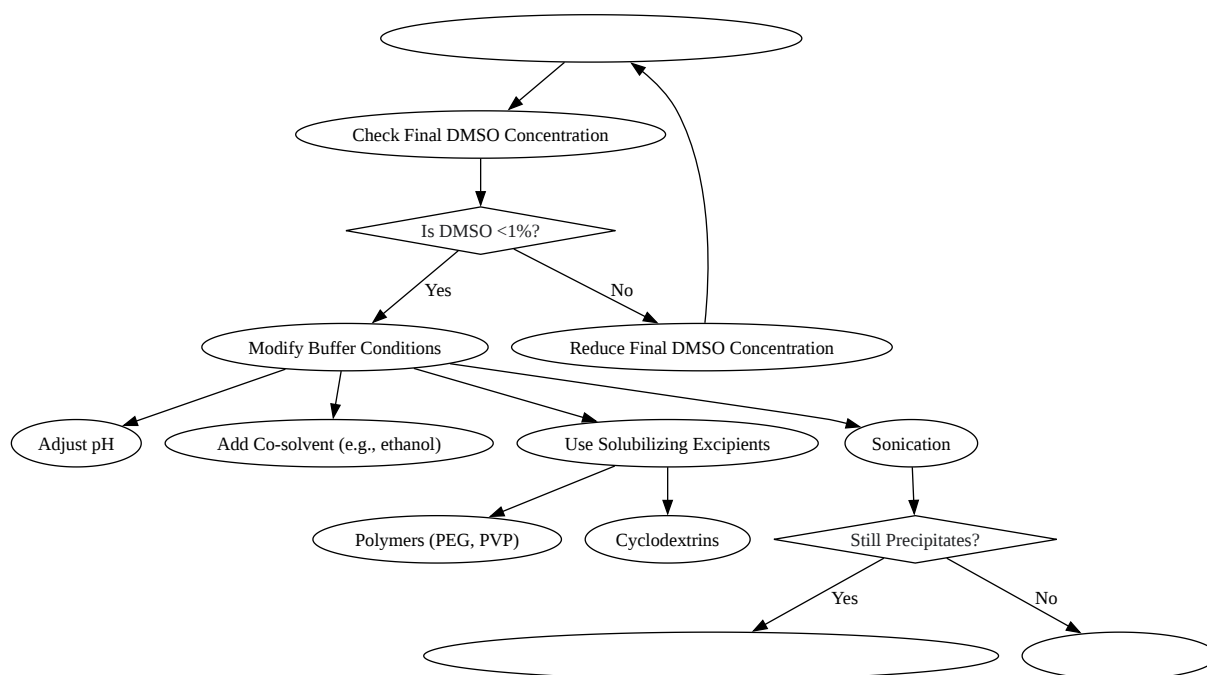 Check Final DMSO Concentration
Is DMSO <1%?
Yes
No
Modify Buffer Conditions
Reduce Final DMSO Concentration
Adjust pH
Add Co-solvent (e.g., ethanol)
Use Solubilizing Excipients
Sonication
Polymers (PEG, PVP)
Cyclodextrins
Still Precipitates?
Yes
No